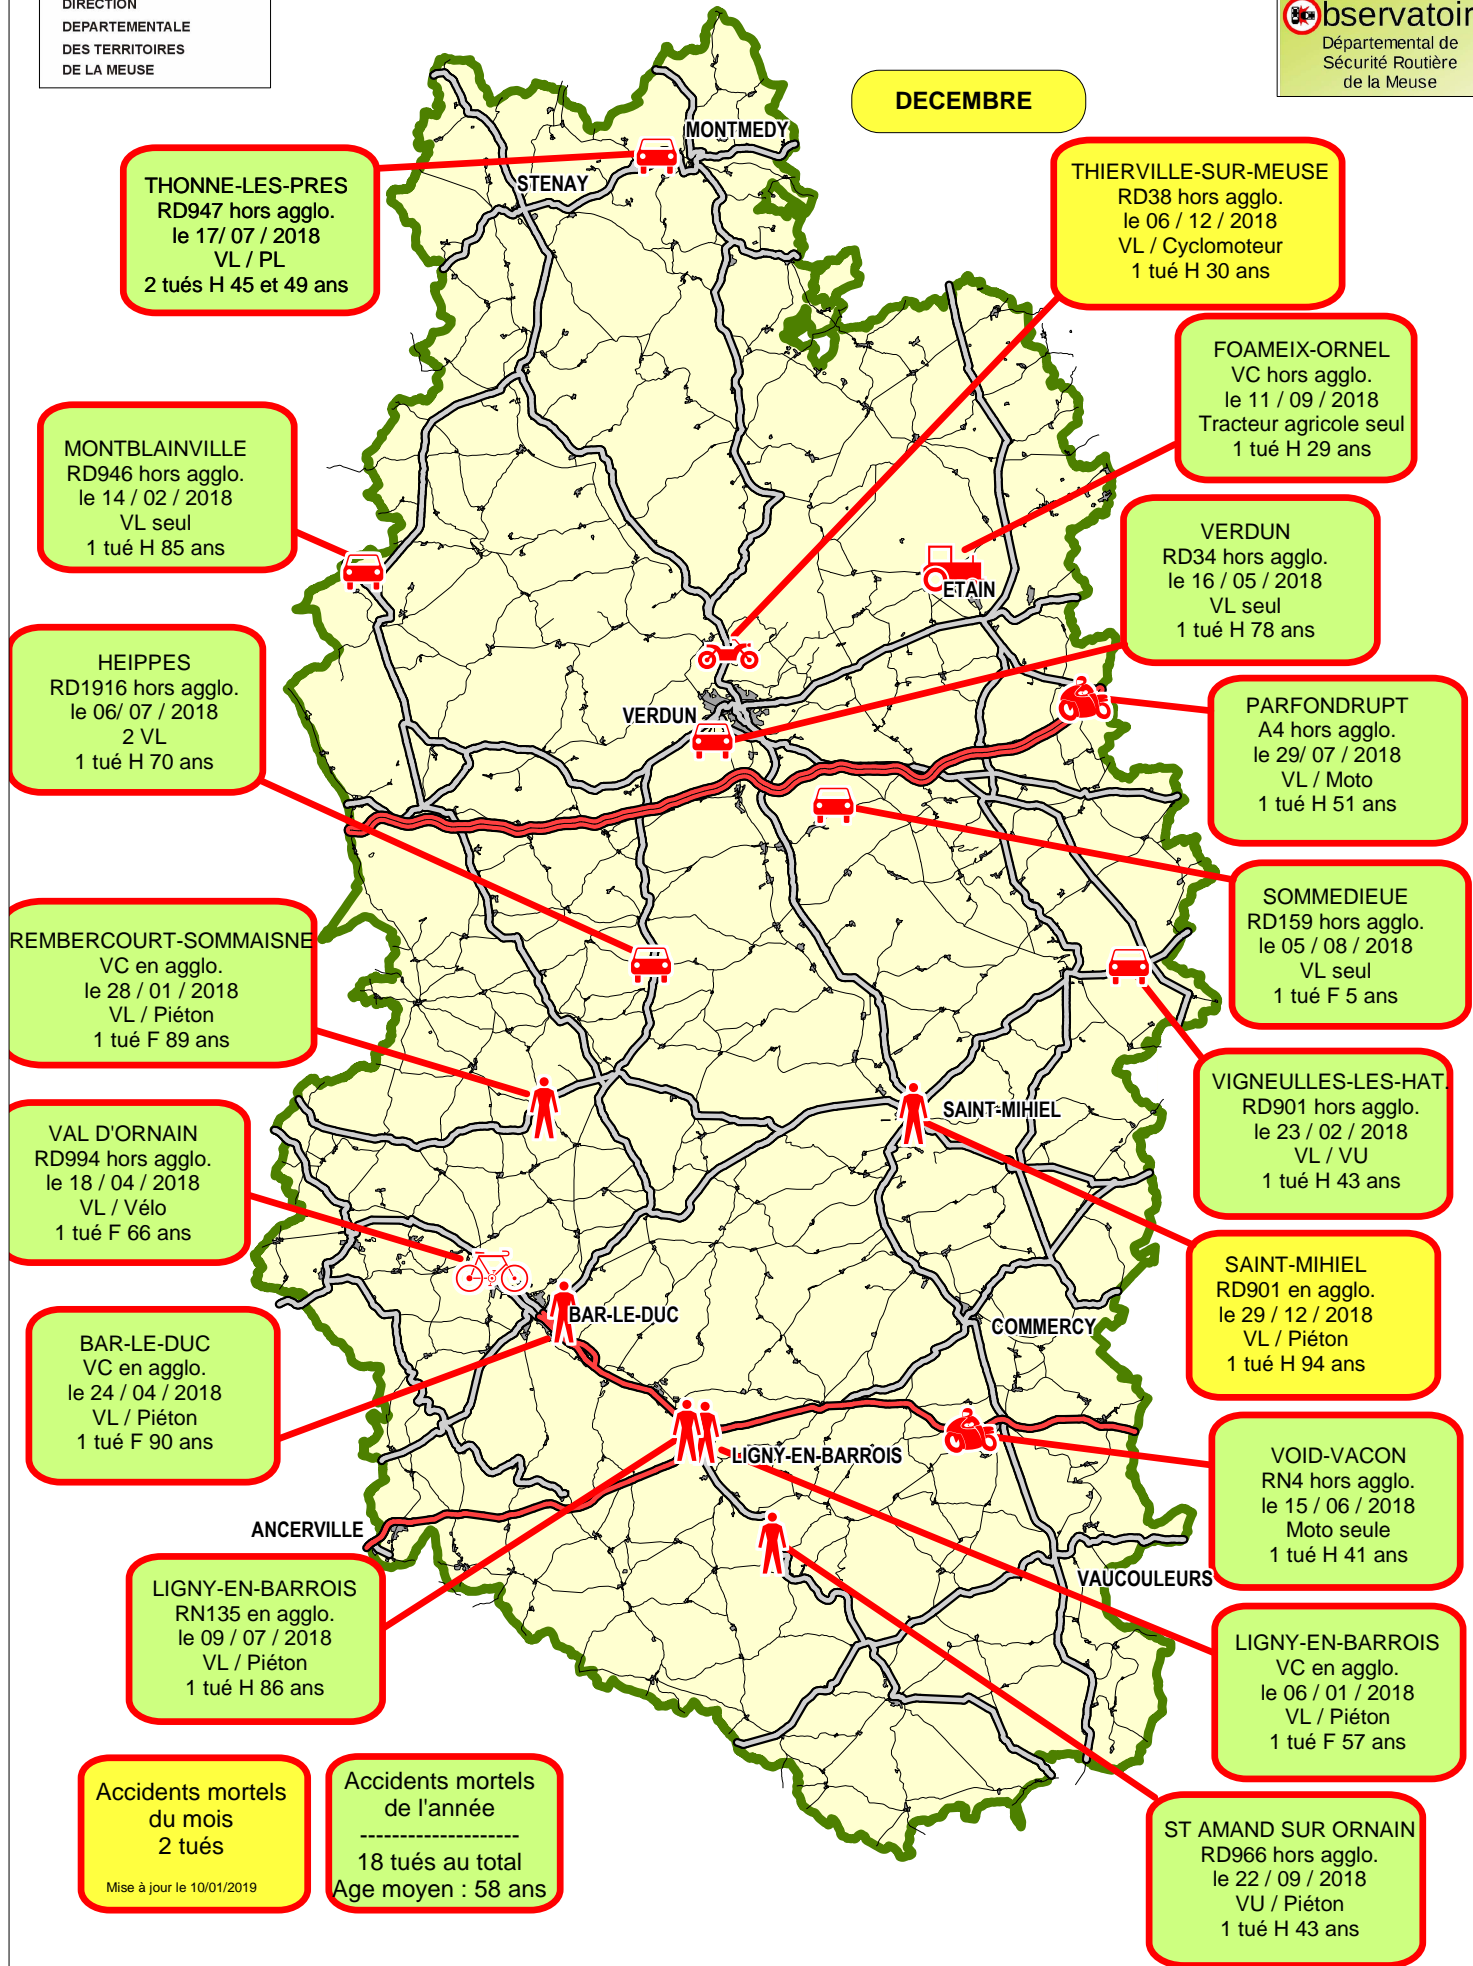 DIRECTION
DEPARTEMENTALE
DES TERRITOIRES
DE LA MEUSE
bservatoir
Départemental de
Sécurité Routière
de la Meuse
DECEMBRE
MONTMEDY
STENAY
THONNE-LES-PRES
RD947 hors agglo.
le 17/ 07 / 2018
VL / PL
2 tués H 45 et 49 ans
THIERVILLE-SUR-MEUSE
RD38 hors agglo.
le 06 / 12 / 2018
VL / Cyclomoteur
1 tué H 30 ans
FOAMEIX-ORNEL
VC hors agglo.
le 11 / 09 / 2018
Tracteur agricole seul
1 tué H 29 ans
MONTBLAINVILLE
RD946 hors agglo.
le 14 / 02 / 2018
VL seul
1 tué H 85 ans
VERDUN
RD34 hors agglo.
le 16 / 05 / 2018
VL seul
1 tué H 78 ans
ETAIN
HEIPPES
RD1916 hors agglo.
le 06/ 07 / 2018
2 VL
1 tué H 70 ans
VERDUN
PARFONDRUPT
A4 hors agglo.
le 29/ 07 / 2018
VL / Moto
1 tué H 51 ans
SOMMEDIEUE
RD159 hors agglo.
le 05 / 08 / 2018
VL seul
1 tué F 5 ans
REMBERCOURT-SOMMAISNE
VC en agglo.
le 28 / 01 / 2018
VL / Piéton
1 tué F 89 ans
VIGNEULLES-LES-HAT.
RD901 hors agglo.
le 23 / 02 / 2018
VL / VU
1 tué H 43 ans
SAINT-MIHIEL
VAL D'ORNAIN
RD994 hors agglo.
le 18 / 04 / 2018
VL / Vélo
1 tué F 66 ans
SAINT-MIHIEL
RD901 en agglo.
le 29 / 12 / 2018
VL / Piéton
1 tué H 94 ans
BAR-LE-DUC
COMMERCY
BAR-LE-DUC
VC en agglo.
le 24 / 04 / 2018
VL / Piéton
1 tué F 90 ans
LIGNY-EN-BARROIS
VOID-VACON
RN4 hors agglo.
le 15 / 06 / 2018
Moto seule
1 tué H 41 ans
ANCERVILLE
VAUCOULEURS
LIGNY-EN-BARROIS
RN135 en agglo.
le 09 / 07 / 2018
VL / Piéton
1 tué H 86 ans
LIGNY-EN-BARROIS
VC en agglo.
le 06 / 01 / 2018
VL / Piéton
1 tué F 57 ans
Accidents mortels
du mois
2 tués
Mise à jour le 10/01/2019
Accidents mortels
de l'année
--------------------
18 tués au total
Age moyen : 58 ans
ST AMAND SUR ORNAIN
RD966 hors agglo.
le 22 / 09 / 2018
VU / Piéton
1 tué H 43 ans